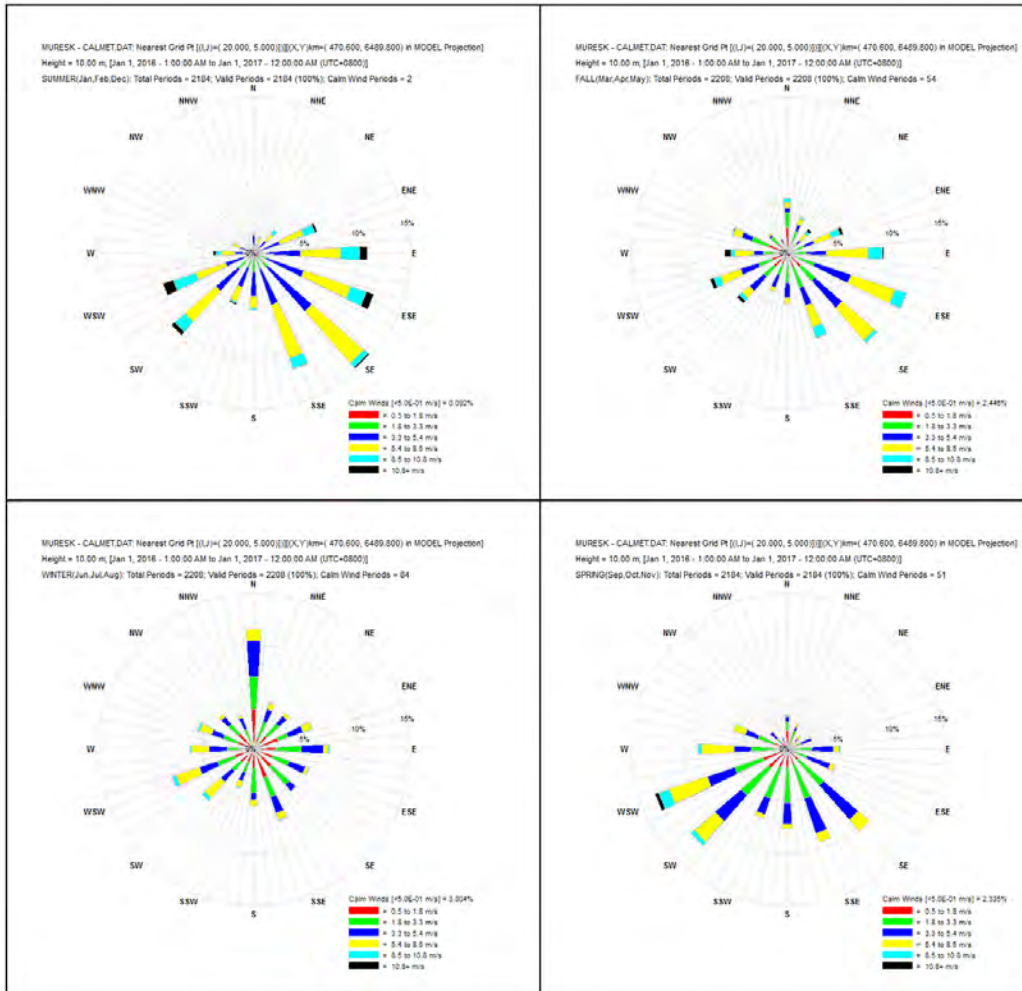 MURESK - CALMET.DAT: Nearest Grid Pt [(I,J)=( 20.000, 5.000)[]][(X,Y)km=( 470.600, 6489.800) in MODEL Projection]
Height = 10.00 m; [Jan 1, 2016 - 1:00:00 AM to Jan 1, 2017 - 12:00:00 AM (UTC+0800)]
SUMMER(Jan,Feb,Dec): Total Periods = 2184; Valid Periods = 2184 (100%); Calm Wind Periods = 2
N
NNW NNE
NW NE
WNW ENE
15%
10%
5%
W E
WSW ESE
SW SE
SSW SSE
S
Calm Winds [<5.0E-01 m/s] = 0.092%
= 0.5 to 1.8 m/s
= 1.8 to 3.3 m/s
= 3.3 to 5.4 m/s
= 5.4 to 8.5 m/s
= 8.5 to 10.8 m/s
= 10.8+ m/s
MURESK - CALMET.DAT: Nearest Grid Pt [(I,J)=( 20.000, 5.000)[]][(X,Y)km=( 470.600, 6489.800) in MODEL Projection]
Height = 10.00 m; [Jan 1, 2016 - 1:00:00 AM to Jan 1, 2017 - 12:00:00 AM (UTC+0800)]
FALL(Mar,Apr,May): Total Periods = 2208; Valid Periods = 2208 (100%); Calm Wind Periods = 54
N
NNW NNE
NW NE
WNW ENE
15%
10%
5%
W E
WSW ESE
SW SE
SSW SSE
S
Calm Winds [<5.0E-01 m/s] = 2.446%
= 0.5 to 1.8 m/s
= 1.8 to 3.3 m/s
= 3.3 to 5.4 m/s
= 5.4 to 8.5 m/s
= 8.5 to 10.8 m/s
= 10.8+ m/s
MURESK - CALMET.DAT: Nearest Grid Pt [(I,J)=( 20.000, 5.000)[]][(X,Y)km=( 470.600, 6489.800) in MODEL Projection]
Height = 10.00 m; [Jan 1, 2016 - 1:00:00 AM to Jan 1, 2017 - 12:00:00 AM (UTC+0800)]
WINTER(Jun,Jul,Aug): Total Periods = 2208; Valid Periods = 2208 (100%); Calm Wind Periods = 84
N
NNW NNE
NW NE
WNW ENE
15%
10%
5%
W E
WSW ESE
SW SE
SSW SSE
S
Calm Winds [<5.0E-01 m/s] = 3.804%
= 0.5 to 1.8 m/s
= 1.8 to 3.3 m/s
= 3.3 to 5.4 m/s
= 5.4 to 8.5 m/s
= 8.5 to 10.8 m/s
= 10.8+ m/s
MURESK - CALMET.DAT: Nearest Grid Pt [(I,J)=( 20.000, 5.000)[]][(X,Y)km=( 470.600, 6489.800) in MODEL Projection]
Height = 10.00 m; [Jan 1, 2016 - 1:00:00 AM to Jan 1, 2017 - 12:00:00 AM (UTC+0800)]
SPRING(Sep,Oct,Nov): Total Periods = 2184; Valid Periods = 2184 (100%); Calm Wind Periods = 51
N
NNW NNE
NW NE
WNW ENE
15%
10%
5%
W E
WSW ESE
SW SE
SSW SSE
S
Calm Winds [<5.0E-01 m/s] = 2.335%
= 0.5 to 1.8 m/s
= 1.8 to 3.3 m/s
= 3.3 to 5.4 m/s
= 5.4 to 8.5 m/s
= 8.5 to 10.8 m/s
= 10.8+ m/s